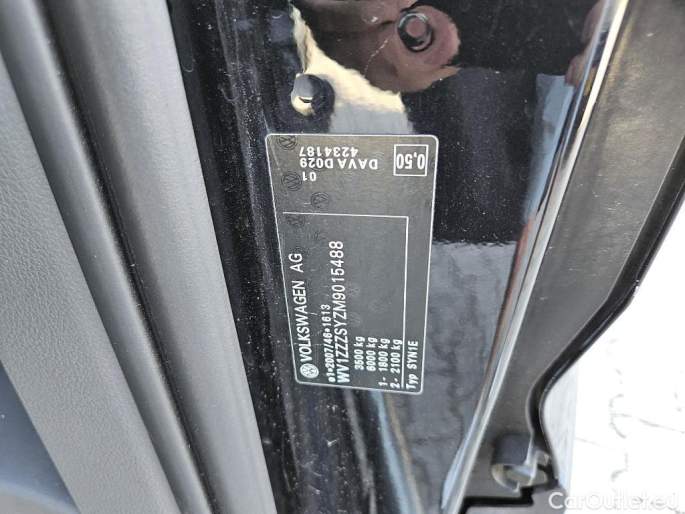 VOLKSWAGEN AG
e1*2007/46*1613
WV1ZZZSYZM9015488
3500 kg
6000 kg
1- 1800 kg
2- 2100 kg
Typ SYN1E
01
DAVA D029
4234187
0,50
CarOutlet.eu